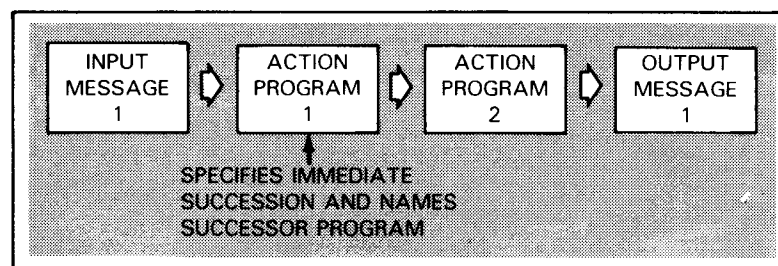 INPUT
MESSAGE
1
ACTION
PROGRAM
1
ACTION
PROGRAM
2
OUTPUT
MESSAGE
1
SPECIFIES IMMEDIATE
SUCCESSION AND NAMES
SUCCESSOR PROGRAM